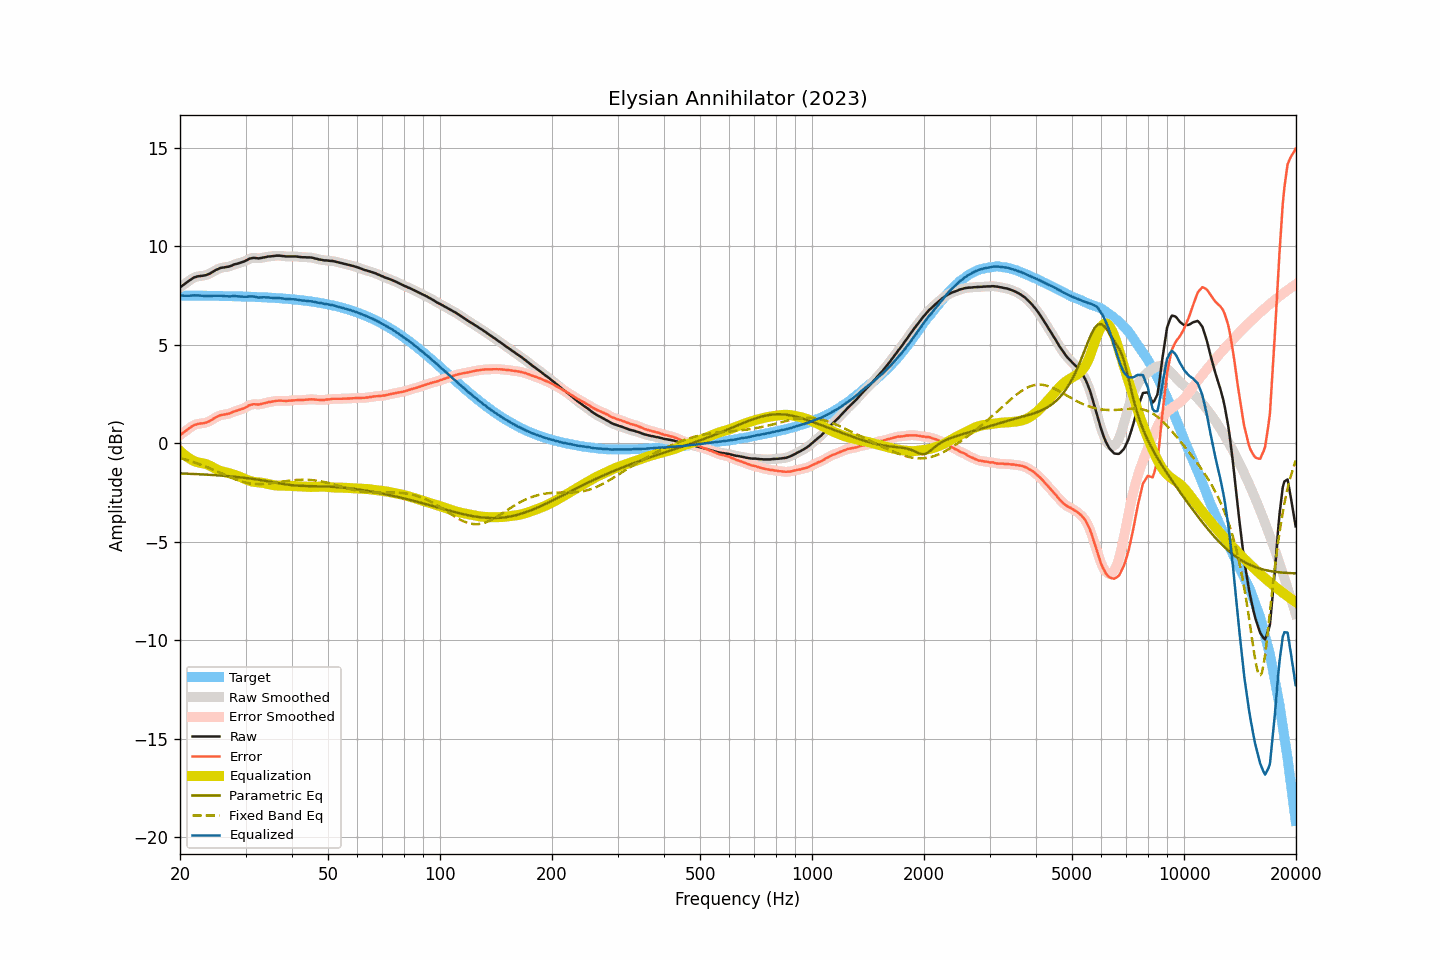 Elysian Annihilator (2023)
Amplitude (dBr)
15
10
5
0
−5
−10
−15
−20
Target
Raw Smoothed
Error Smoothed
Raw
Error
Equalization
Parametric Eq
Fixed Band Eq
Equalized
20 50 100 200 500 1000 2000 5000 10000 20000
Frequency (Hz)